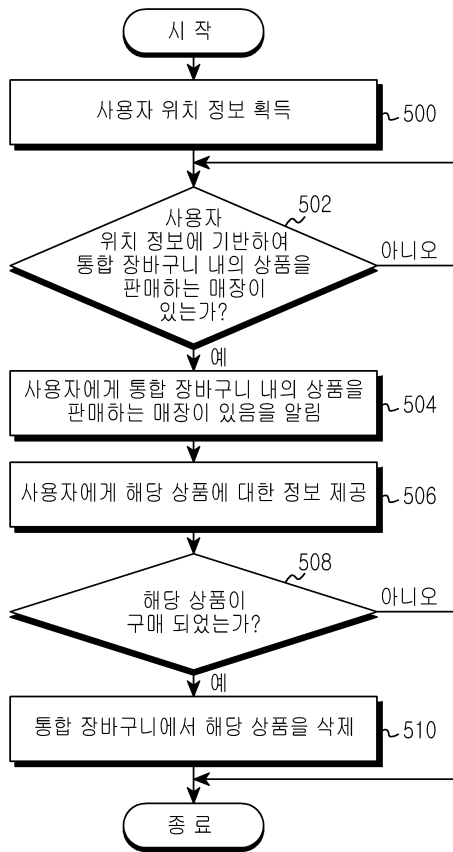 시 작
사용자 위치 정보 획득
500
502
사용자
위치 정보에 기반하여
통합 장바구니 내의 상품을
판매하는 매장이
있는가?
아니오
예
사용자에게 통합 장바구니 내의 상품을
판매하는 매장이 있음을 알림
504
사용자에게 해당 상품에 대한 정보 제공
506
508
해당 상품이
구매 되었는가?
아니오
예
통합 장바구니에서 해당 상품을 삭제
510
종 료